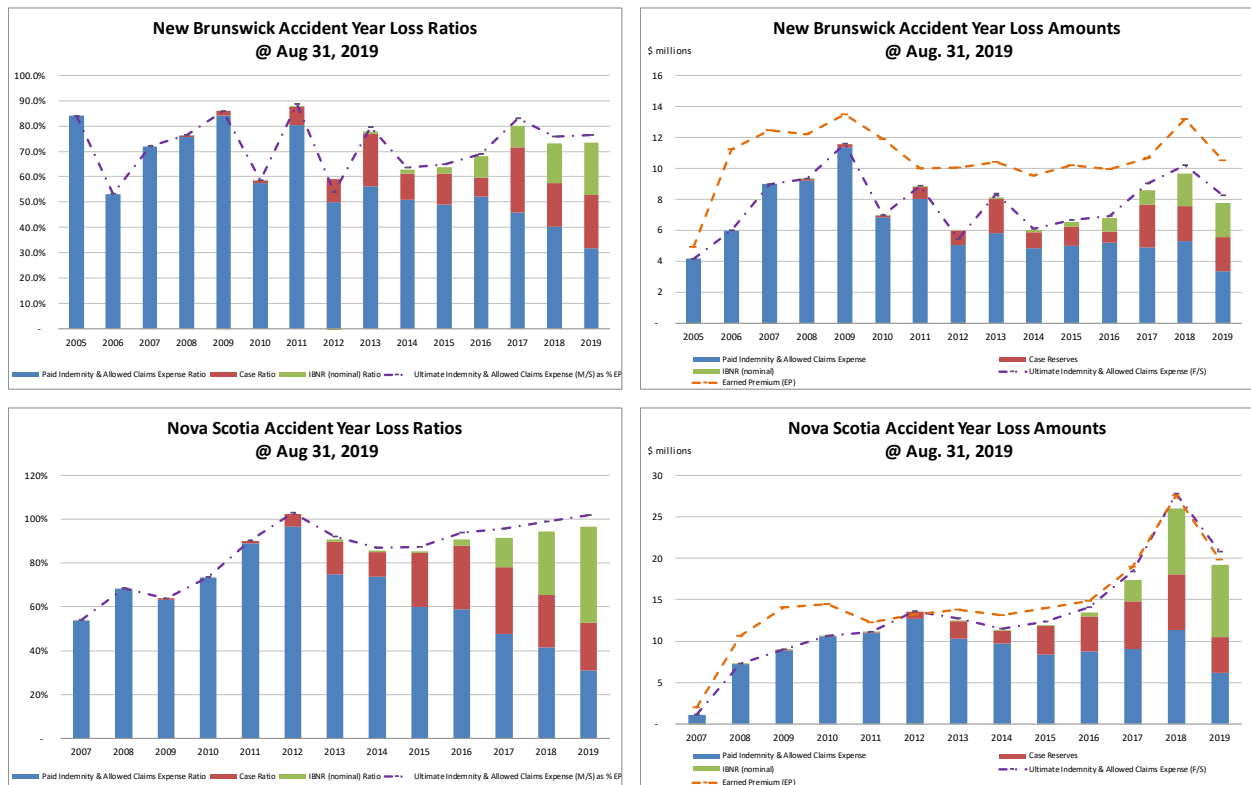 New Brunswick Accident Year Loss Ratios
@ Aug 31, 2019
100.0%
90.0%
80.0%
70.0%
60.0%
50.0%
40.0%
30.0%
20.0%
10.0%
-
2005 2006 2007 2008 2009 2010 2011 2012 2013 2014 2015 2016 2017 2018 2019
Paid Indemnity & Allowed Claims Expense Ratio Case Ratio IBNR (nominal) Ratio Ultimate Indemnity & Allowed Claims Expense (M/S) as % EP
New Brunswick Accident Year Loss Amounts
@ Aug. 31, 2019
$ millions
16
14
12
10
8
6
4
2
-
2005 2006 2007 2008 2009 2010 2011 2012 2013 2014 2015 2016 2017 2018 2019
Paid Indemnity & Allowed Claims Expense Case Reserves
IBNR (nominal) Ultimate Indemnity & Allowed Claims Expense (F/S)
Earned Premium (EP)
Nova Scotia Accident Year Loss Ratios
@ Aug 31, 2019
120%
100%
80%
60%
40%
20%
-
2007 2008 2009 2010 2011 2012 2013 2014 2015 2016 2017 2018 2019
Paid Indemnity & Allowed Claims Expense Ratio Case Ratio IBNR (nominal) Ratio Ultimate Indemnity & Allowed Claims Expense (M/S) as % EP
Nova Scotia Accident Year Loss Amounts
@ Aug. 31, 2019
$ millions
30
25
20
15
10
5
-
2007 2008 2009 2010 2011 2012 2013 2014 2015 2016 2017 2018 2019
Paid Indemnity & Allowed Claims Expense Case Reserves
IBNR (nominal) Ultimate Indemnity & Allowed Claims Expense (F/S)
Earned Premium (EP)